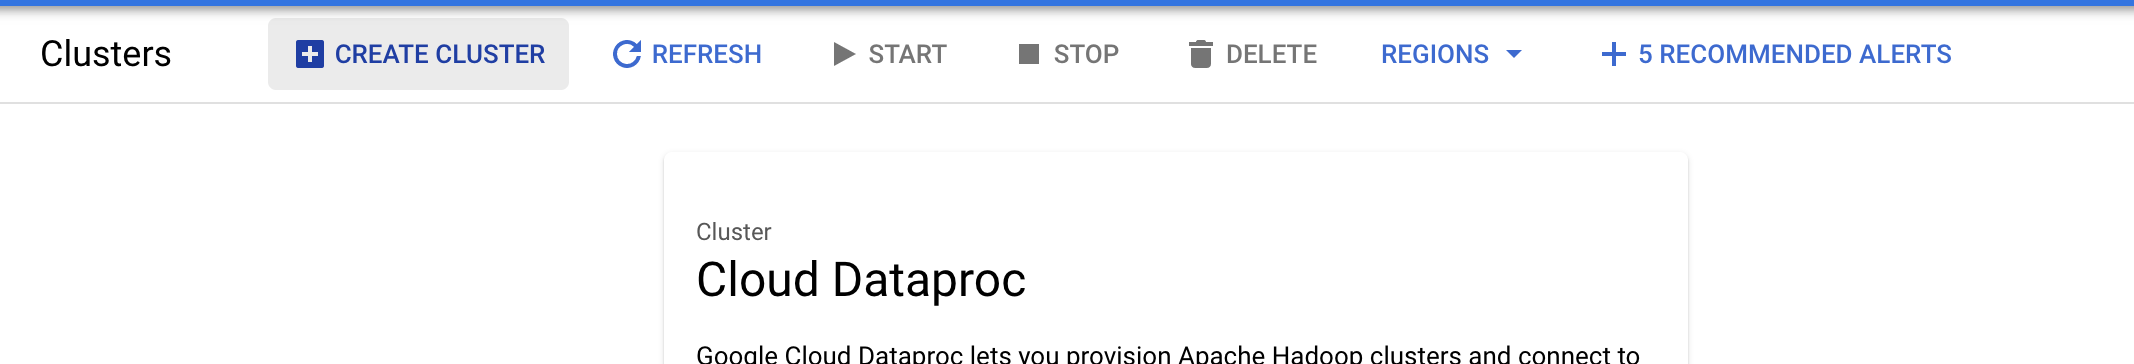 Clusters CREATE CLUSTER REFRESH START STOP DELETE REGIONS 5 RECOMMENDED ALERTS
Cluster
Cloud Dataproc
Google Cloud Dataproc lets you provision Apache Hadoop clusters and connect to